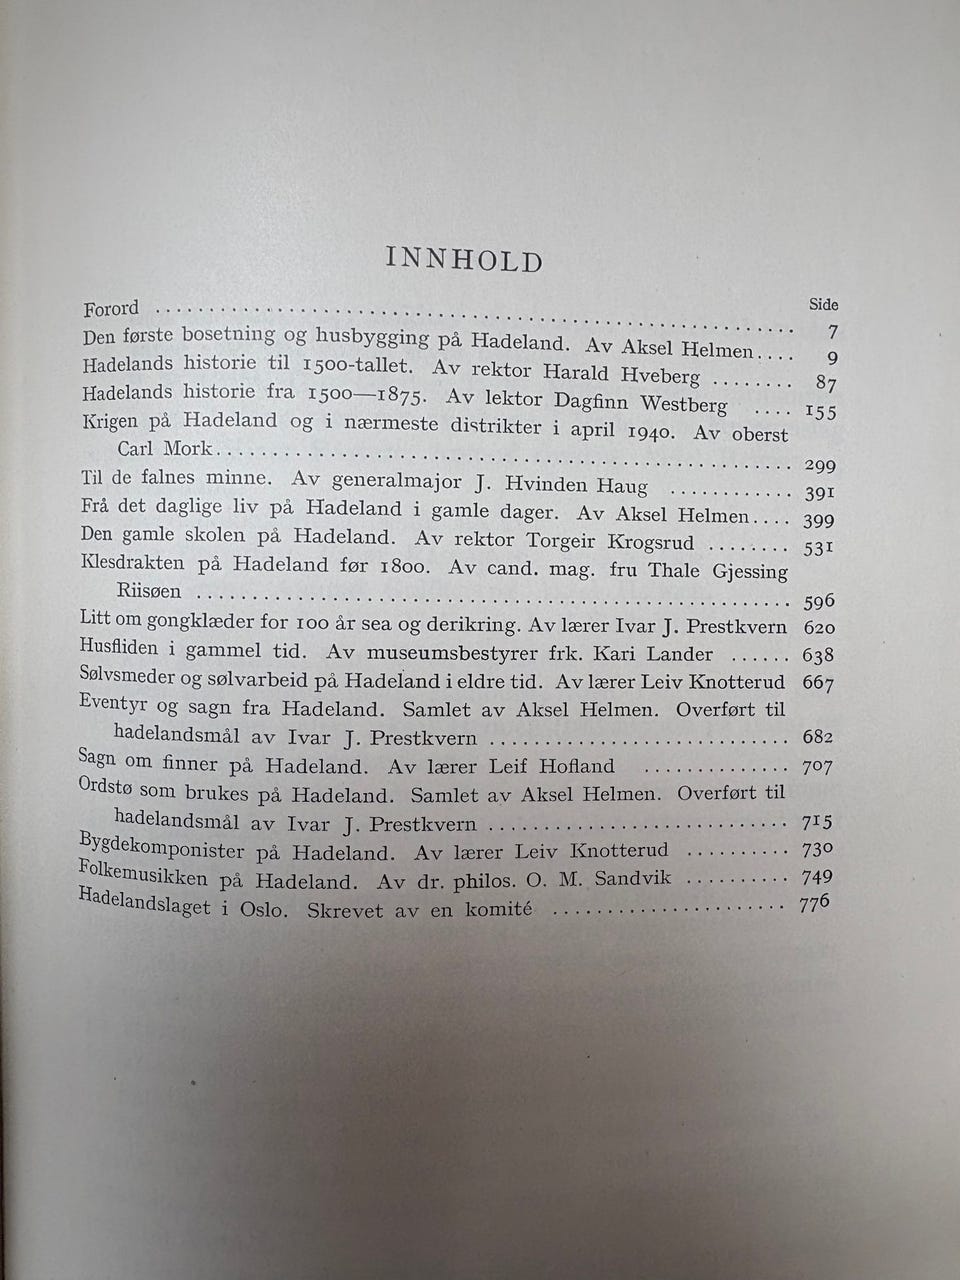 INNHOLD
Side
Forord ........ 7
Den første bosetning og husbygging på Hadeland. Av Aksel Helmen.... 9
Hadelands historie til 1500-tallet. Av rektor Harald Hveberg ........ 87
Hadelands historie fra 1500—1875. Av lektor Dagfinn Westberg .... 155
Krigen på Hadeland og i nærmeste distrikter i april 1940. Av oberst
Carl Mork........ 299
Til de falnes minne. Av generalmajor J. Hvinden Haug ............ 391
Frå det daglige liv på Hadeland i gamle dager. Av Aksel Helmen.... 399
Den gamle skolen på Hadeland. Av rektor Torgeir Krogsrud ........ 531
Klesdrakten på Hadeland før 1800. Av cand. mag. fru Thale Gjessing
Riisøen ........ 596
Litt om gongklæder for 100 år sea og derikring. Av lærer Ivar J. Prestkvern 620
Husfliden i gammel tid. Av museumsbestyrer frk. Kari Lander ...... 638
Sølvsmeder og sølvarbeid på Hadeland i eldre tid. Av lærer Leiv Knotterud 667
Eventyr og sagn fra Hadeland. Samlet av Aksel Helmen. Overført til
hadelandsmål av Ivar J. Prestkvern ............................ 682
Sagn om finner på Hadeland. Av lærer Leif Hofland .............. 707
Ordstø som brukes på Hadeland. Samlet av Aksel Helmen. Overført til
hadelandsmål av Ivar J. Prestkvern ............................ 715
Bygdekomponister på Hadeland. Av lærer Leiv Knotterud .......... 730
Folkemusikken på Hadeland. Av dr. philos. O. M. Sandvik .......... 749
Hadelandslaget i Oslo. Skrevet av en komité ...................... 776